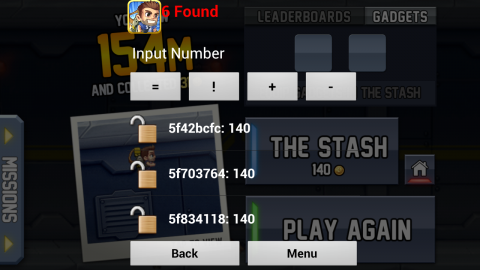 YO
6 Found
LEADERBOARDS GADGETS
154M
Input Number
AND CO
= ! + -
THE STASH
5f42bcfc: 140
THE STASH
140
MISSIONS
5f703764: 140
5f834118: 140
PLAY AGAIN
VIEW
Back Menu